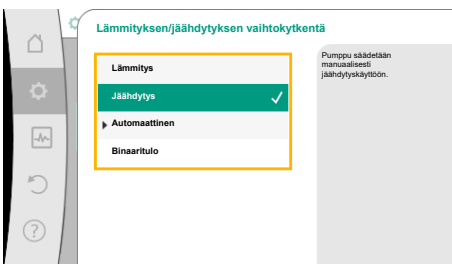 Lämmityksen/jäähdytyksen vaihtokytkentä
Lämmitys
Jäähdytys
Automaattinen
Binaaritulo
Pumppu säädetään
manuaalisesti
jäähdytyskäyttöön.
?